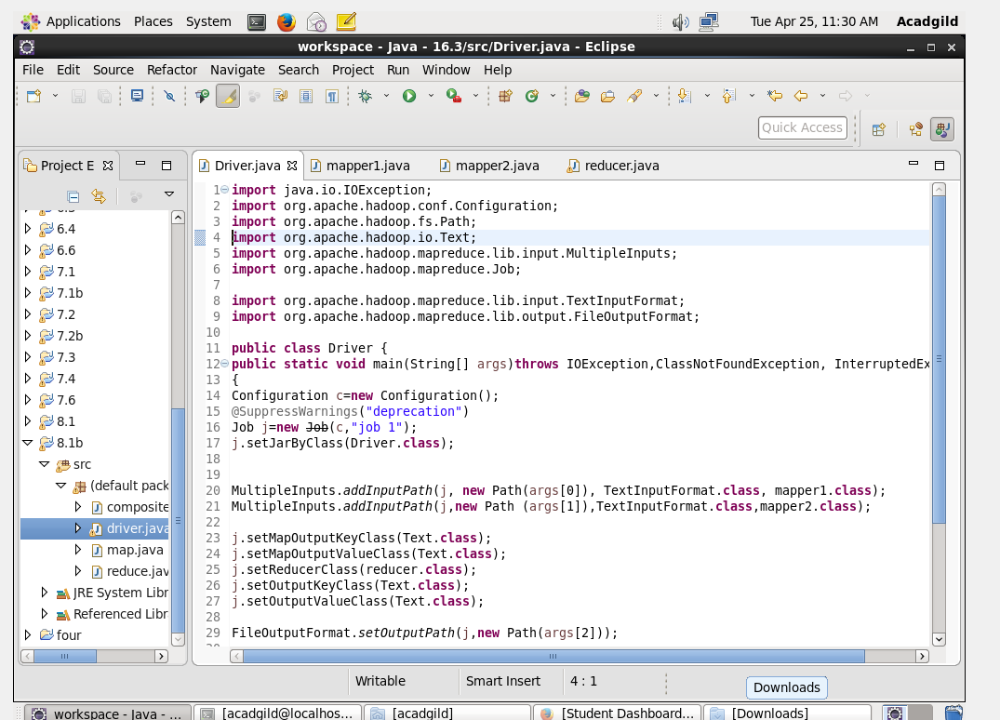 Applications Places System Tue Apr 25, 11:30 AM Acadgild
workspace - Java - 16.3/src/Driver.java - Eclipse
File Edit Source Refactor Navigate Search Project Run Window Help
Quick Access
Project E
6.4
6.6
7.1
7.1b
7.2
7.2b
7.3
7.4
7.6
8.1
8.1b
src
(default pack
composite
driver.java
map.java
reduce.jav
JRE System Libr
Referenced Libr
four
Driver.java mapper1.java mapper2.java reducer.java
1 import java.io.IOException;
2 import org.apache.hadoop.conf.Configuration;
3 import org.apache.hadoop.fs.Path;
4 import org.apache.hadoop.io.Text;
5 import org.apache.hadoop.mapreduce.lib.input.MultipleInputs;
6 import org.apache.hadoop.mapreduce.Job;
7
8 import org.apache.hadoop.mapreduce.lib.input.TextInputFormat;
9 import org.apache.hadoop.mapreduce.lib.output.FileOutputFormat;
10
11 public class Driver {
12 public static void main(String[] args)throws IOException,ClassNotFoundException, InterruptedEx
13 {
14 Configuration c=new Configuration();
15 @SuppressWarnings("deprecation")
16 Job j=new Job(c,"job 1");
17 j.setJarByClass(Driver.class);
18
19
20 MultipleInputs.addInputPath(j, new Path(args[0]), TextInputFormat.class, mapper1.class);
21 MultipleInputs.addInputPath(j,new Path (args[1]),TextInputFormat.class,mapper2.class);
22
23 j.setMapOutputKeyClass(Text.class);
24 j.setMapOutputValueClass(Text.class);
25 j.setReducerClass(reducer.class);
26 j.setOutputKeyClass(Text.class);
27 j.setOutputValueClass(Text.class);
28
29 FileOutputFormat.setOutputPath(j,new Path(args[2]));
Writable Smart Insert 4 : 1
Downloads
workspace - Java - ... [acadgild@localhos... [acadgild] [Student Dashboard... [Downloads]